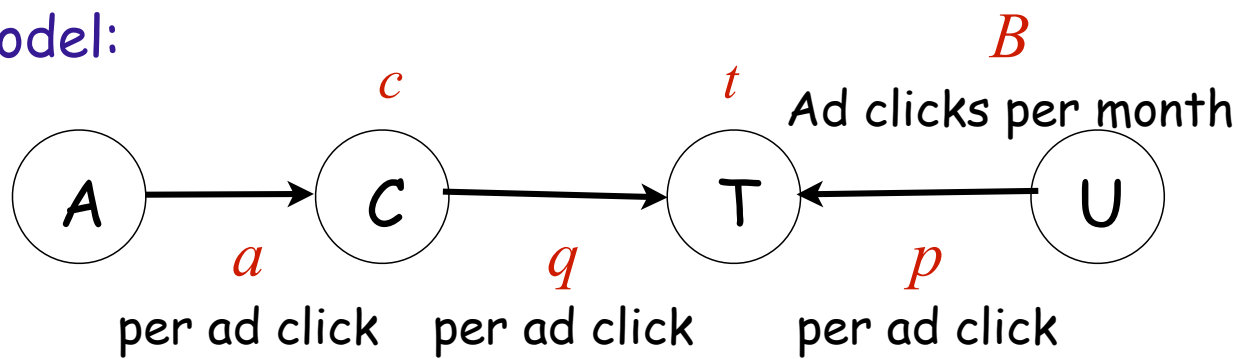 odel:
B
c
t
Ad clicks per month
A
C
T
U
a
q
p
per ad click
per ad click
per ad click